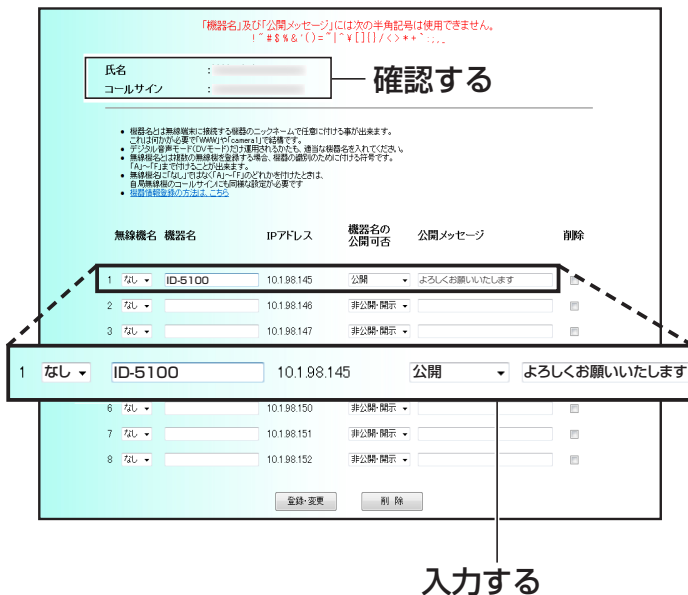 「機器名」及び「公開メッセージ」には次の半角記号は使用できません。
! " # $ % & ' ( ) = ~ | ^ ¥ [ ] { } / < > * + ` : ; , _
氏名 :
コールサイン :
確認する
● 機器名とは無線端末に接続する機器のニックネームで任意に付ける事が出来ます。
これは何かが必要で「WWW」や「camera」で結構です。
● デジタル音声モード(DVモード)だけ運用されるかたも、適当な機器名を入れてください。
● 無線機名とは複数の無線機を登録する場合、機器の識別のために付ける符号です。
「A」～「F」まで付けることが出来ます。
● 無線機名に「なし」ではなく「A」～「F」のどれかを付けたときは、
自局無線機のコールサインにも同様な設定が必要です
● 機器情報登録の方法は、こちら
無線機名 機器名 IPアドレス 機器名の公開可否 公開メッセージ 削除
1 なし ID-5100 10.1.98.145 公開 よろしくお願いいたします
2 なし 10.1.98.146 非公開・開示
3 なし 10.1.98.147 非公開・開示
1 なし ID-5100 10.1.98.145 公開 よろしくお願いいたします
6 なし 10.1.98.150 非公開・開示
7 なし 10.1.98.151 非公開・開示
8 なし 10.1.98.152 非公開・開示
登録・変更 削 除
入力する